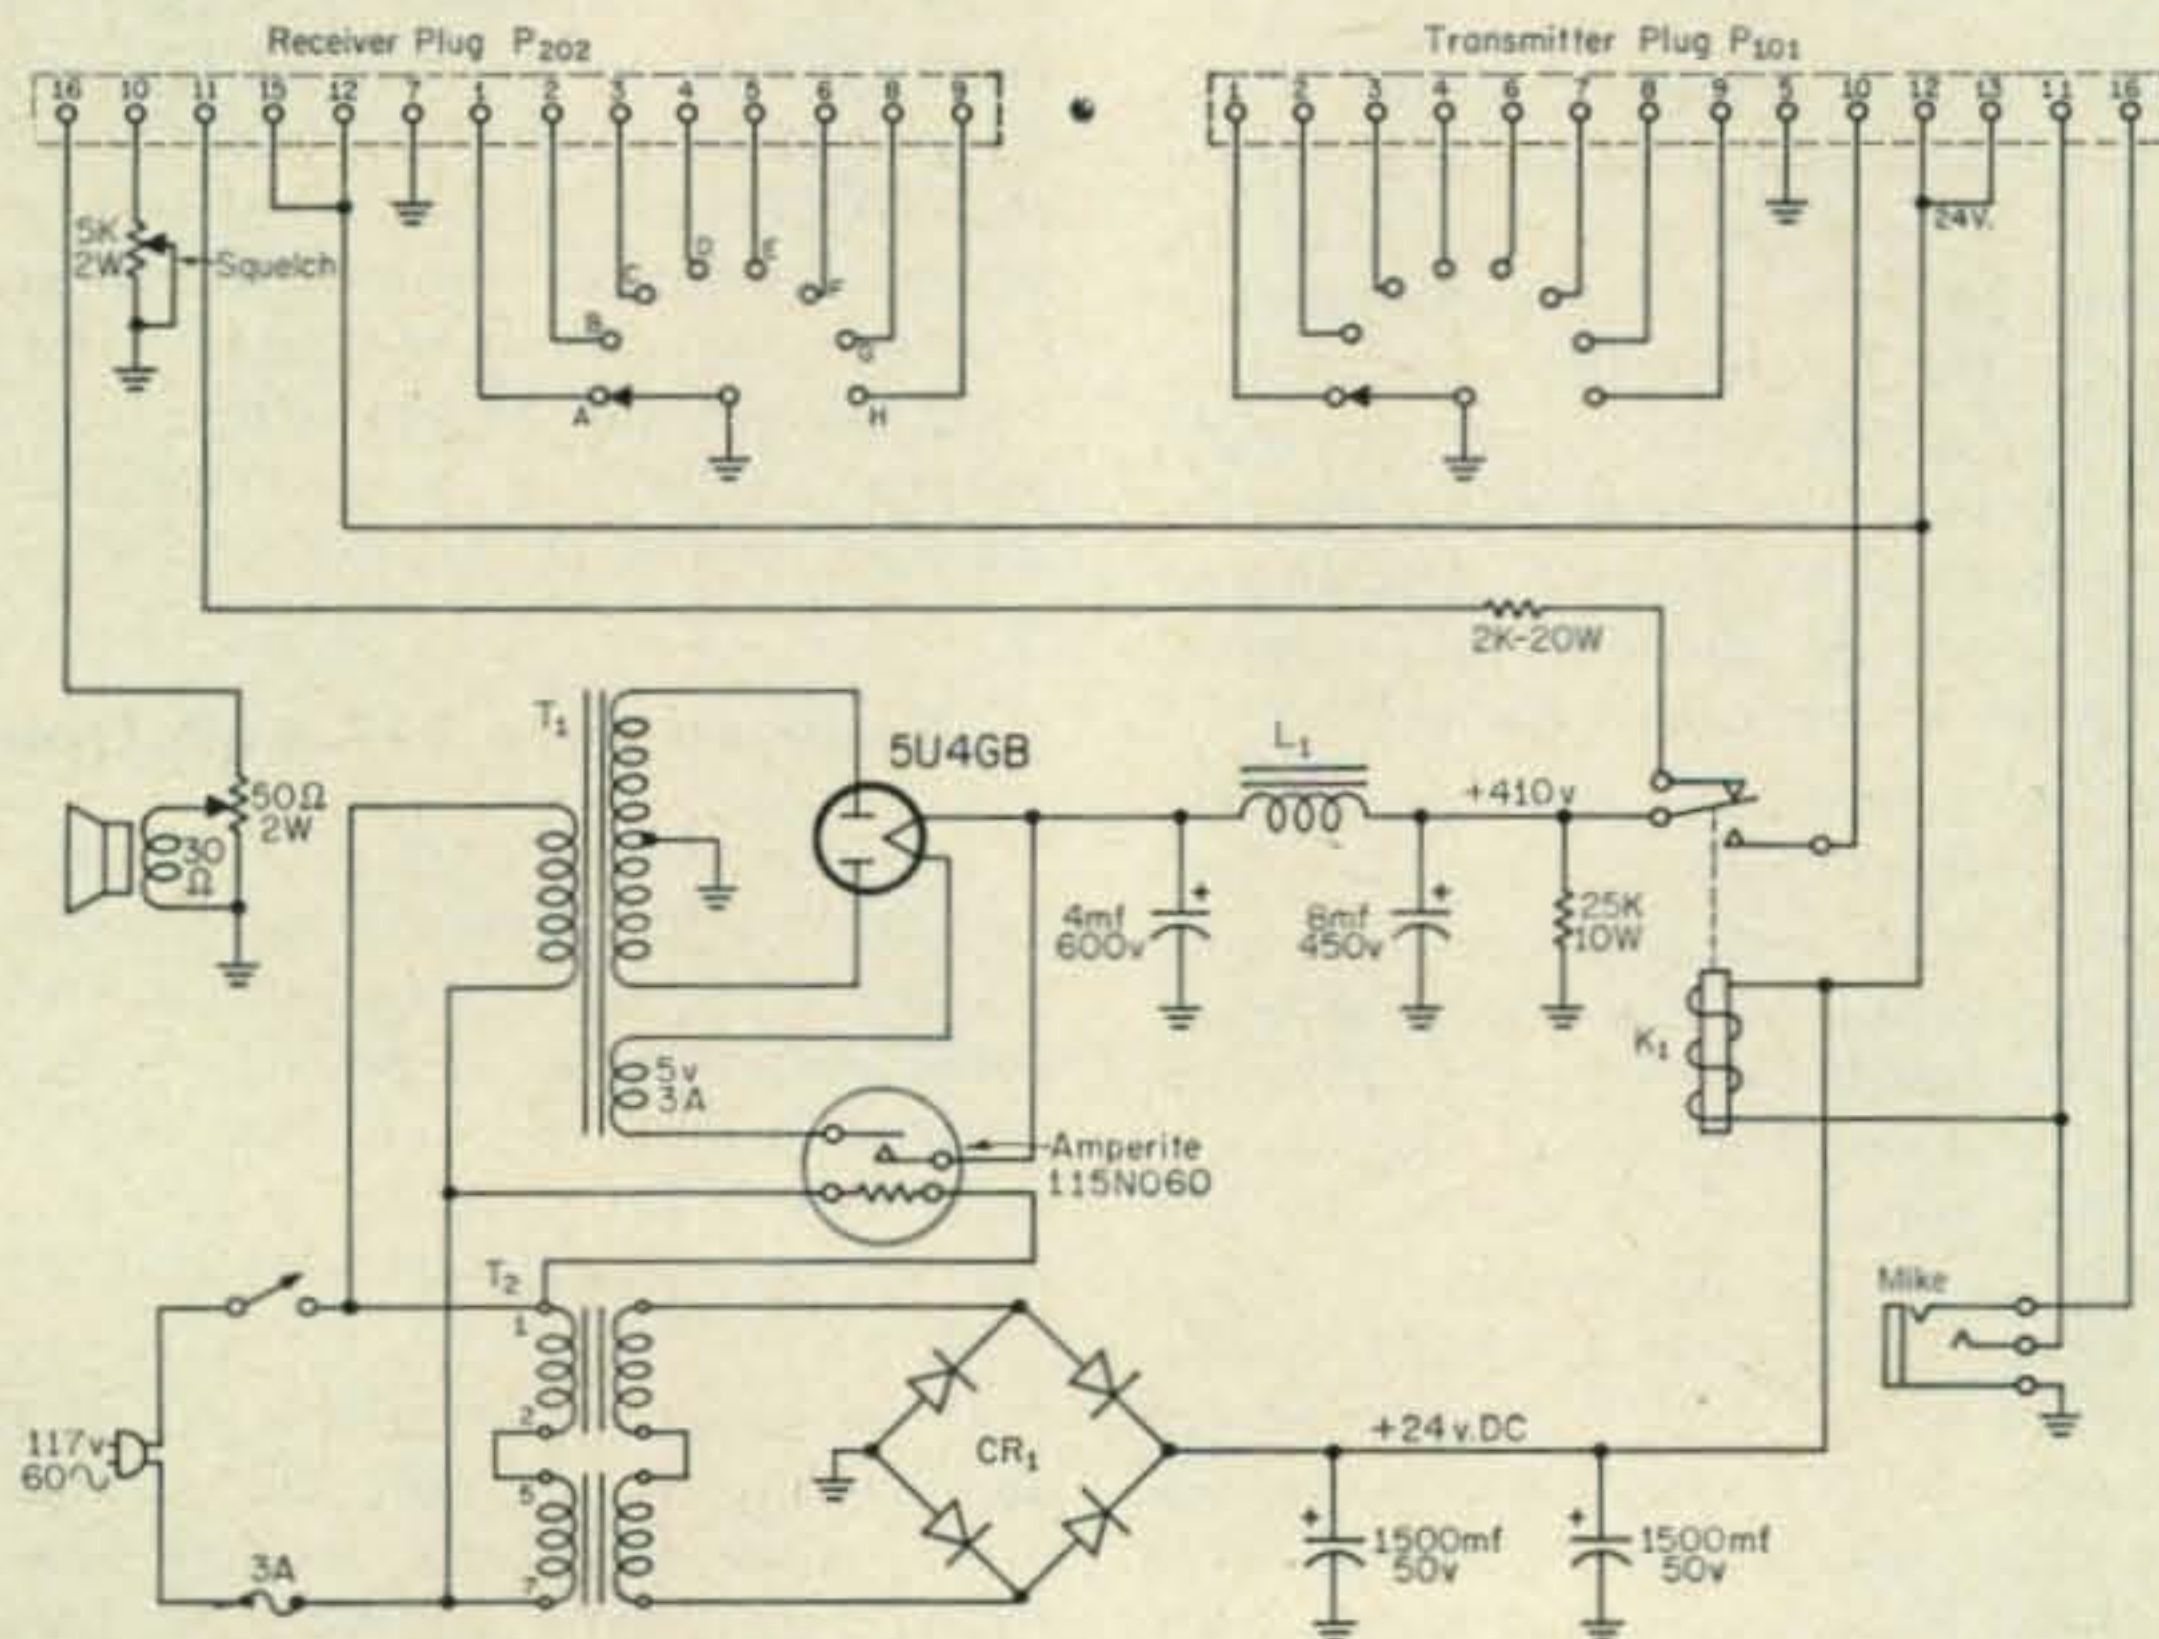 Receiver Plug P202
Transmitter Plug P101
16 10 11 15 12 7 1 2 3 4 5 6 8 9
1 2 3 4 6 7 8 9 5 10 12 13 11 16
5K
2W
Squelch
24V.
A
B
C
D
E
F
G
H
2K-20W
T1
5U4GB
L1
+410v
50Ω
2W
30
Ω
4mf
600v
8mf
450v
25K
10W
K1
5v
3A
Amperite
115N060
T2
1
2
5
7
Mike
117v
60∿
3A
CR1
+24v.DC
1500mf
50v
1500mf
50v